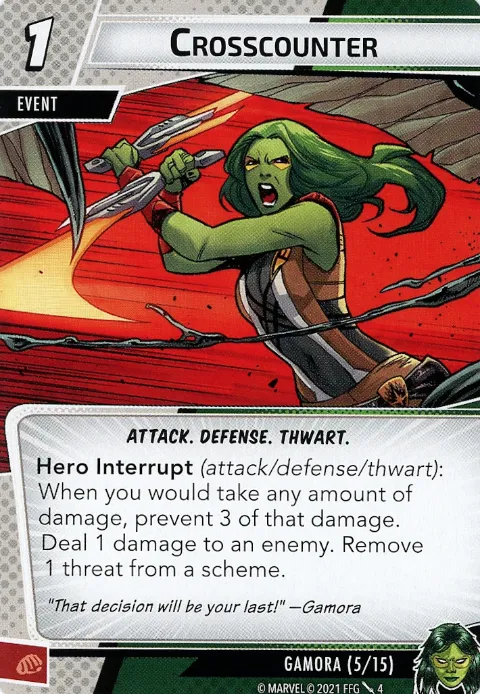 1
CROSSCOUNTER
EVENT
ATTACK. DEFENSE. THWART.
Hero Interrupt (attack/defense/thwart):
When you would take any amount of
damage, prevent 3 of that damage.
Deal 1 damage to an enemy. Remove
1 threat from a scheme.
"That decision will be your last!" —Gamora
GAMORA (5/15)
© MARVEL © 2021 FFG 4